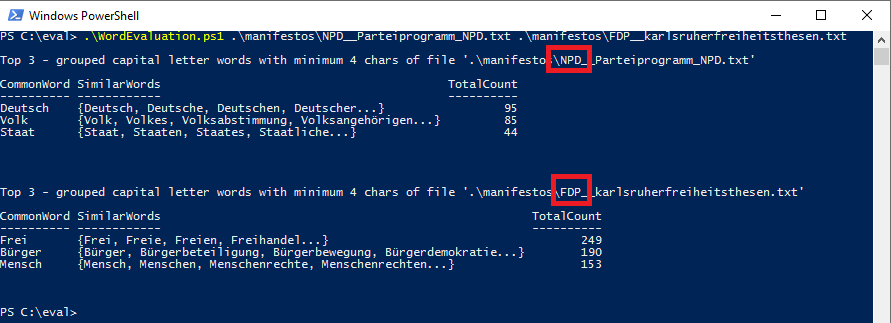 Windows PowerShell
PS C:\eval> .\WordEvaluation.ps1 .\manifestos\NPD__Parteiprogramm_NPD.txt .\manifestos\FDP__karlsruherfreiheitsthesen.txt
Top 3 - grouped capital letter words with minimum 4 chars of file '.\manifestos\NPD__Parteiprogramm_NPD.txt'
CommonWord SimilarWords TotalCount
---------- ------------ ----------
Deutsch {Deutsch, Deutsche, Deutschen, Deutscher...} 95
Volk {Volk, Volkes, Volksabstimmung, Volksangehörigen...} 85
Staat {Staat, Staaten, Staates, Staatliche...} 44
Top 3 - grouped capital letter words with minimum 4 chars of file '.\manifestos\FDP__karlsruherfreiheitsthesen.txt'
CommonWord SimilarWords TotalCount
---------- ------------ ----------
Frei {Frei, Freie, Freien, Freihandel...} 249
Bürger {Bürger, Bürgerbeteiligung, Bürgerbewegung, Bürgerdemokratie...} 190
Mensch {Mensch, Menschen, Menschenrechte, Menschenrechten...} 153
PS C:\eval>